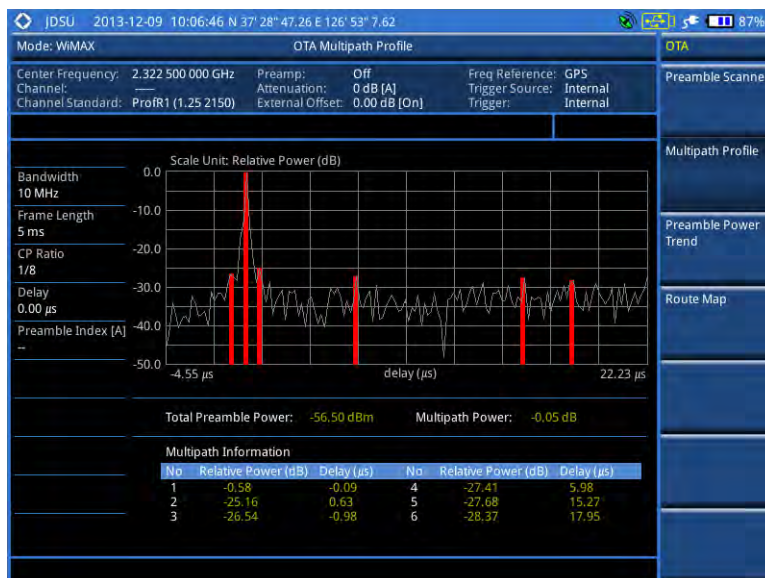 JDSU 2013-12-09 10:06:46 N 37' 28" 47.26 E 126' 53" 7.62 87%
Mode: WiMAX OTA Multipath Profile OTA
Center Frequency: 2.322 500 000 GHz Preamp: Off Freq Reference: GPS
Channel: ---- Attenuation: 0 dB [A] Trigger Source: Internal
Channel Standard: ProfR1 (1.25 2150) External Offset: 0.00 dB [On] Trigger: Internal
Preamble Scanne
Multipath Profile
Preamble Power
Trend
Route Map
Bandwidth
10 MHz
Frame Length
5 ms
CP Ratio
1/8
Delay
0.00 µs
Preamble Index [A]
--
Scale Unit: Relative Power (dB)
0.0
-10.0
-20.0
-30.0
-40.0
-50.0
-4.55 µs delay (µs) 22.23 µs
Total Preamble Power: -56.50 dBm Multipath Power: -0.05 dB
Multipath Information
No Relative Power (dB) Delay (µs) No Relative Power (dB) Delay (µs)
1 -0.58 -0.09 4 -27.41 5.98
2 -25.16 0.63 5 -27.68 15.27
3 -26.54 -0.98 6 -28.37 17.95